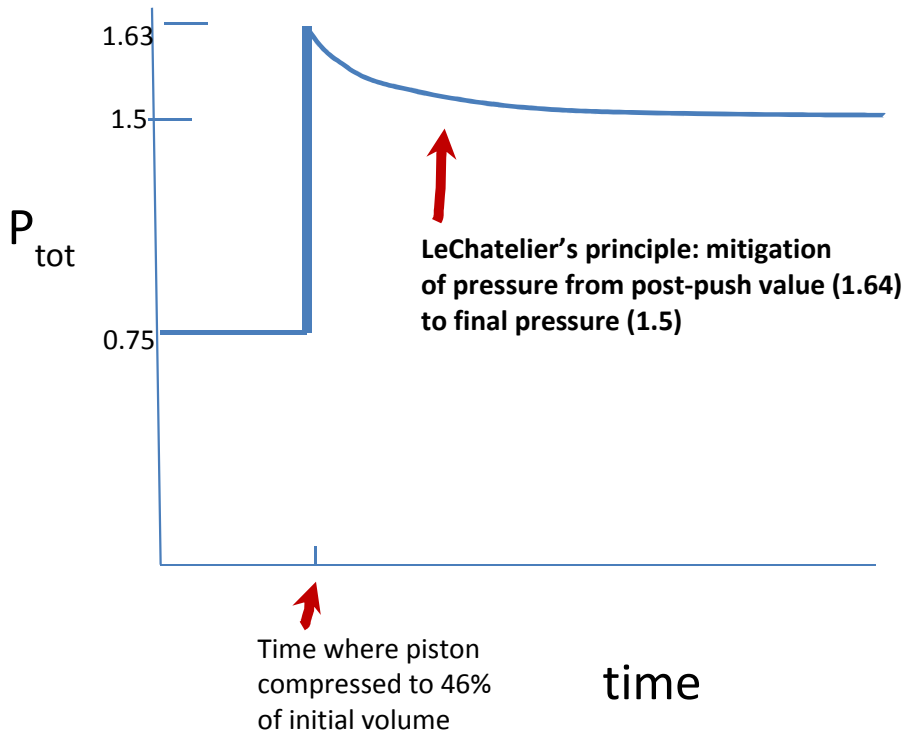 1.63
1.5
P tot
LeChatelier's principle: mitigation
of pressure from post-push value (1.64)
to final pressure (1.5)
0.75
Time where piston
compressed to 46%
of initial volume
time